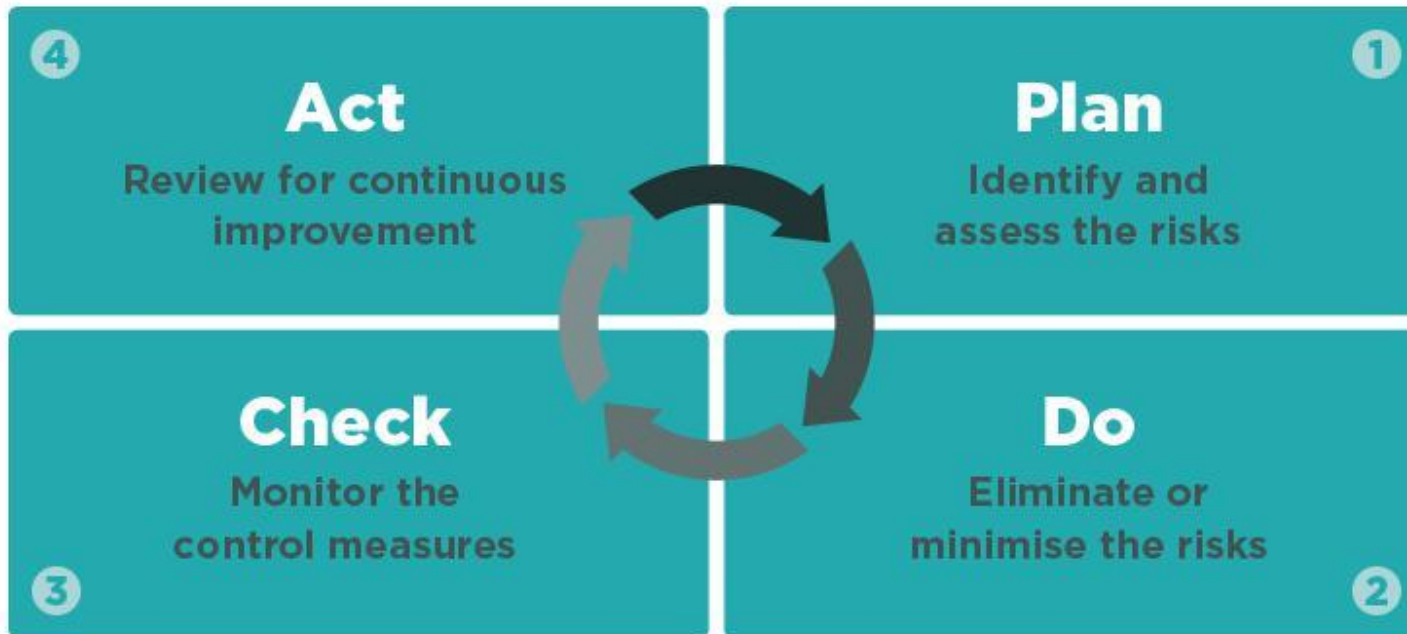 4
Act
Review for continuous
improvement
1
Plan
Identify and
assess the risks
Check
Monitor the
control measures
3
Do
Eliminate or
minimise the risks
2